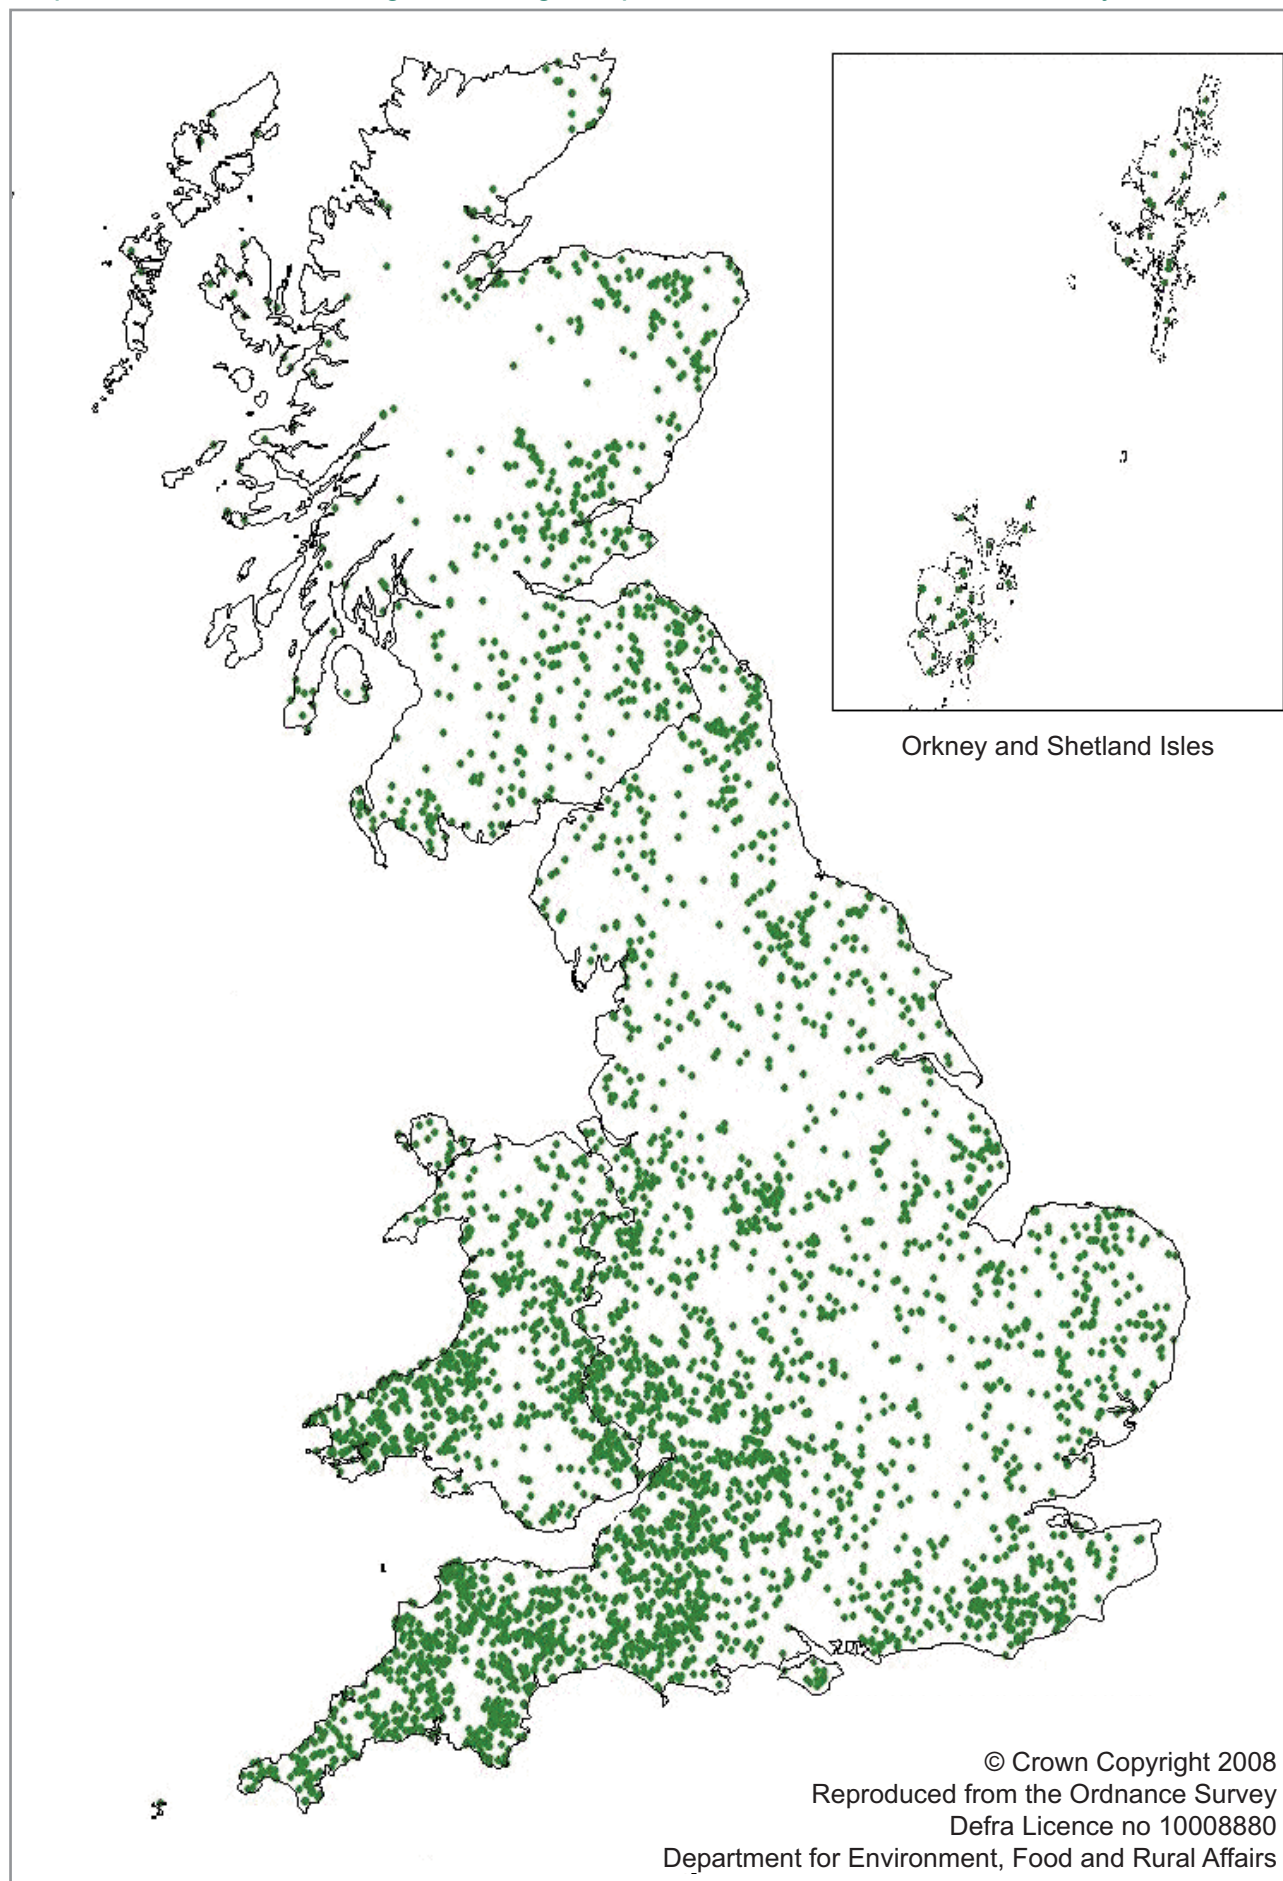 Orkney and Shetland Isles
© Crown Copyright 2008
Reproduced from the Ordnance Survey
Defra Licence no 10008880
Department for Environment, Food and Rural Affairs